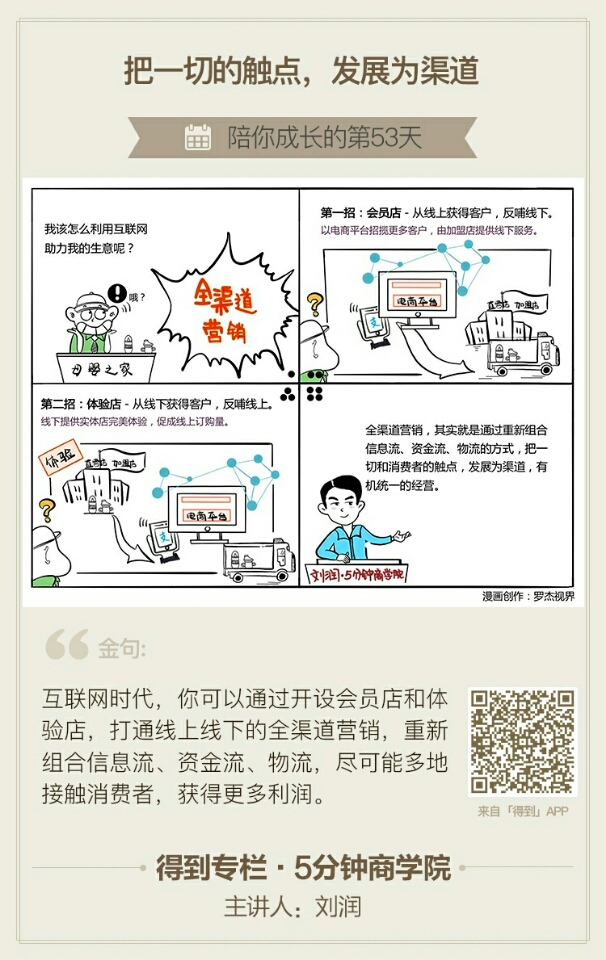 把一切的触点，发展为渠道
陪你成长的第53天
我该怎么利用互联网
助力我的生意呢？
哦？
全渠道
营销
母婴之家
第一招：会员店 - 从线上获得客户，反哺线下。
以电商平台招揽更多客户，由加盟店提供线下服务。
电商平台
支
直营店 加盟店
第二招：体验店 - 从线下获得客户，反哺线上。
线下提供实体店完美体验，促成线上订购量。
体验
直营店 加盟店
电商平台
支
全渠道营销，其实就是通过重新组合
信息流、资金流、物流的方式，把一
切和消费者的触点，发展为渠道，有
机统一的经营。
刘润·5分钟商学院
漫画创作：罗杰视界
金句:
互联网时代，你可以通过开设会员店和体
验店，打通线上线下的全渠道营销，重新
组合信息流、资金流、物流，尽可能多地
接触消费者，获得更多利润。
来自「得到」APP
得到专栏·5分钟商学院
主讲人：刘润